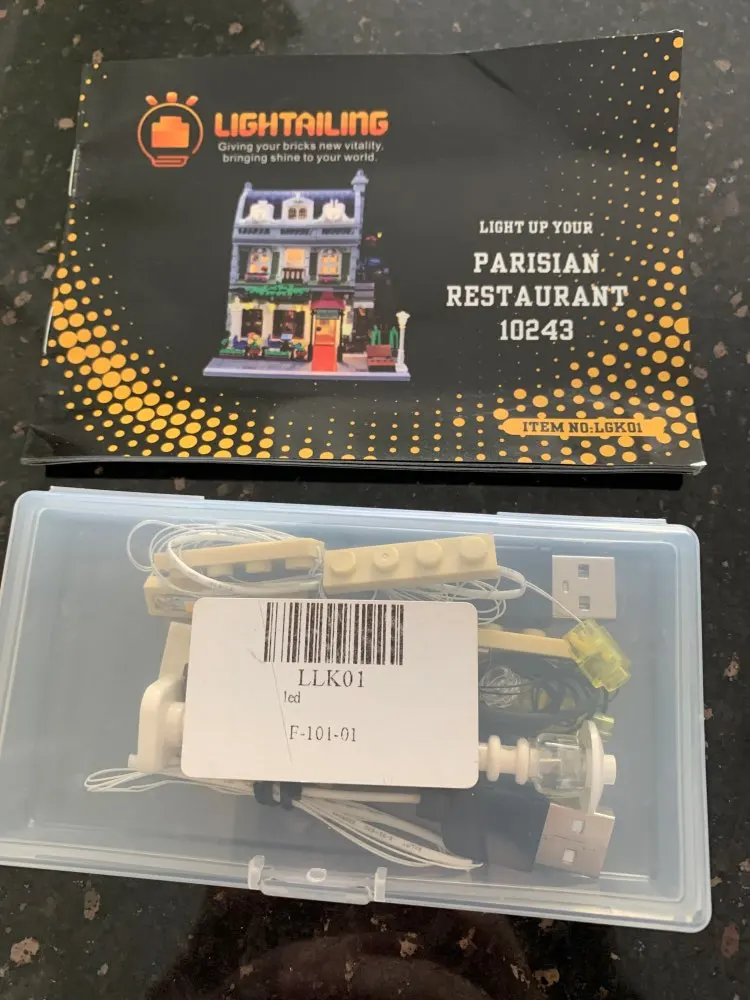 LIGHTAILING
Giving your bricks new vitality,
bringing shine to your world.
LIGHT UP YOUR
PARISIAN
RESTAURANT
10243
ITEM NO:LGK01
LLK01
led
F-101-01